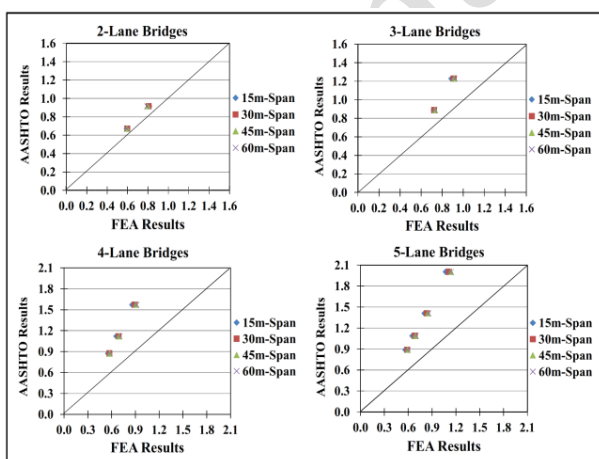 2-Lane Bridges
AASHTO Results
1.6
1.4
1.2
1.0
0.8
0.6
0.4
0.2
0.0
0.0 0.2 0.4 0.6 0.8 1.0 1.2 1.4 1.6
FEA Results
15m-Span
30m-Span
45m-Span
60m-Span
3-Lane Bridges
AASHTO Results
1.6
1.4
1.2
1.0
0.8
0.6
0.4
0.2
0.0
0.0 0.2 0.4 0.6 0.8 1.0 1.2 1.4 1.6
FEA Results
15m-Span
30m-Span
45m-Span
60m-Span
4-Lane Bridges
AASHTO Results
2.1
1.8
1.5
1.2
0.9
0.6
0.3
0.0
0.0 0.3 0.6 0.9 1.2 1.5 1.8 2.1
FEA Results
15m-Span
30m-Span
45m-Span
60m-Span
5-Lane Bridges
AASHTO Results
2.1
1.8
1.5
1.2
0.9
0.6
0.3
0.0
0.0 0.3 0.6 0.9 1.2 1.5 1.8 2.1
FEA Results
15m-Span
30m-Span
45m-Span
60m-Span